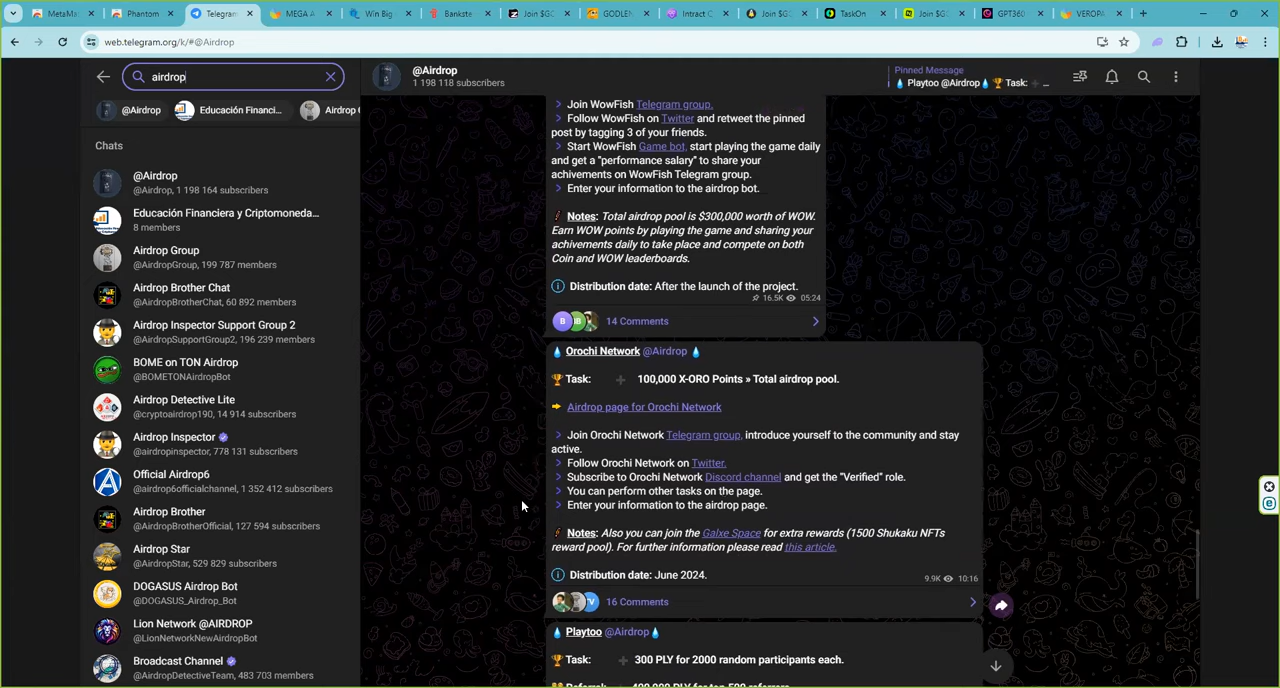 MetaMa
Phantom
Telegram
MEGA A
Win Big
Bankste
Join $GO
GODLEN
Intract C
Join $GO
TaskOn
Join $GO
GPT360
VEROPA
web.telegram.org/k/#@Airdrop
airdrop
@Airdrop
Educación Financi...
Airdrop G
Chats
@Airdrop
@Airdrop, 1 198 164 subscribers
Educación Financiera y Criptomoneda...
8 members
Airdrop Group
@AirdropGroup, 199 787 members
Airdrop Brother Chat
@AirdropBrotherChat, 60 892 members
Airdrop Inspector Support Group 2
@AirdropSupportGroup2, 196 239 members
BOME on TON Airdrop
@BOMETONAirdropBot
Airdrop Detective Lite
@cryptoairdrop190, 14 914 subscribers
Airdrop Inspector
@airdropinspector, 778 131 subscribers
Official Airdrop6
@airdrop6officialchannel, 1 352 412 subscribers
Airdrop Brother
@AirdropBrotherOfficial, 127 594 subscribers
Airdrop Star
@AirdropStar, 529 829 subscribers
DOGASUS Airdrop Bot
@DOGASUS_Airdrop_Bot
Lion Network @AIRDROP
@LionNetworkNewAirdropBot
Broadcast Channel
@AirdropDetectiveTeam, 483 703 members
@Airdrop
1 198 118 subscribers
Pinned Message
Playtoo @Airdrop Task: ...
> Join WowFish Telegram group.
> Follow WowFish on Twitter and retweet the pinned
post by tagging 3 of your friends.
> Start WowFish Game bot, start playing the game daily
and get a "performance salary" to share your
achivements on WowFish Telegram group.
> Enter your information to the airdrop bot.
Notes: Total airdrop pool is $300,000 worth of WOW.
Earn WOW points by playing the game and sharing your
achivements daily to take place and compete on both
Coin and WOW leaderboards.
Distribution date: After the launch of the project.
16.5K 05:24
14 Comments
Orochi Network @Airdrop
Task: + 100,000 X-ORO Points » Total airdrop pool.
Airdrop page for Orochi Network
> Join Orochi Network Telegram group, introduce yourself to the community and stay
active.
> Follow Orochi Network on Twitter.
> Subscribe to Orochi Network Discord channel and get the "Verified" role.
> You can perform other tasks on the page.
> Enter your information to the airdrop page.
Notes: Also you can join the Galxe Space for extra rewards (1500 Shukaku NFTs
reward pool). For further information please read this article.
Distribution date: June 2024.
9.9K 10:16
16 Comments
Playtoo @Airdrop
Task: + 300 PLY for 2000 random participants each.